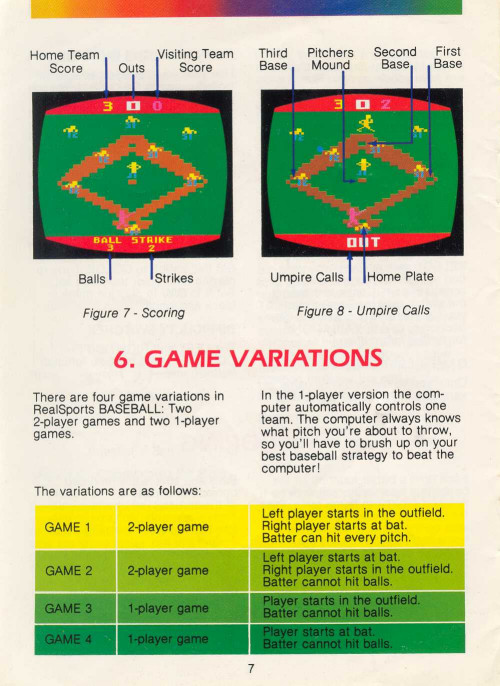 Home Team Score
Outs
Visiting Team Score
Third Base
Pitchers Mound
Second Base
First Base
3 0 0
3 0 2
BALL STRIKE
3 2
OUT
Balls
Strikes
Umpire Calls
Home Plate
Figure 7 - Scoring
Figure 8 - Umpire Calls
6. GAME VARIATIONS
There are four game variations in
RealSports BASEBALL: Two
2-player games and two 1-player
games.
In the 1-player version the com-
puter automatically controls one
team. The computer always knows
what pitch you're about to throw,
so you'll have to brush up on your
best baseball strategy to beat the
computer!
The variations are as follows:
GAME 1
2-player game
Left player starts in the outfield.
Right player starts at bat.
Batter can hit every pitch.
GAME 2
2-player game
Left player starts at bat.
Right player starts in the outfield.
Batter cannot hit balls.
GAME 3
1-player game
Player starts in the outfield.
Batter cannot hit balls.
GAME 4
1-player game
Player starts at bat.
Batter cannot hit balls.
7